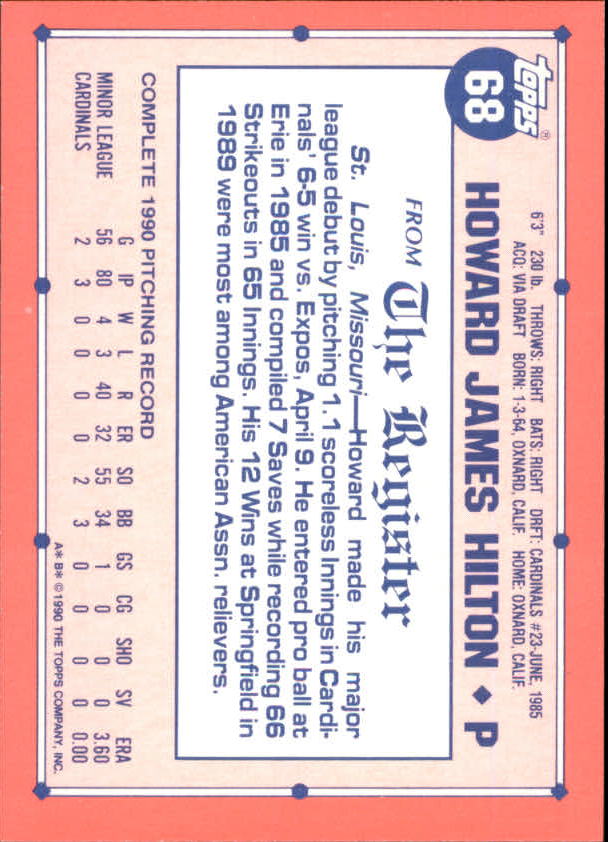 topps®
68
HOWARD JAMES HILTON ♦ P
6'3" 230 lb. THROWS: RIGHT BATS: RIGHT DRFT: CARDINALS #23-JUNE, 1985
ACQ: VIA DRAFT BORN: 1-3-64, OXNARD, CALIF. HOME: OXNARD, CALIF.
FROM The Register
St. Louis, Missouri—Howard made his major
league debut by pitching 1.1 scoreless Innings in Cardi-
nals' 6-5 win vs. Expos, April 9. He entered pro ball at
Erie in 1985 and compiled 7 Saves while recording 66
Strikeouts in 65 Innings. His 12 Wins at Springfield in
1989 were most among American Assn. relievers.
COMPLETE 1990 PITCHING RECORD
G IP W L R ER SO BB GS CG SHO SV ERA
MINOR LEAGUE 56 80 4 3 40 32 55 34 1 0 0 0 3.60
CARDINALS 2 3 0 0 0 0 2 3 0 0 0 0 0.00
A* B* ©1990 THE TOPPS COMPANY, INC.